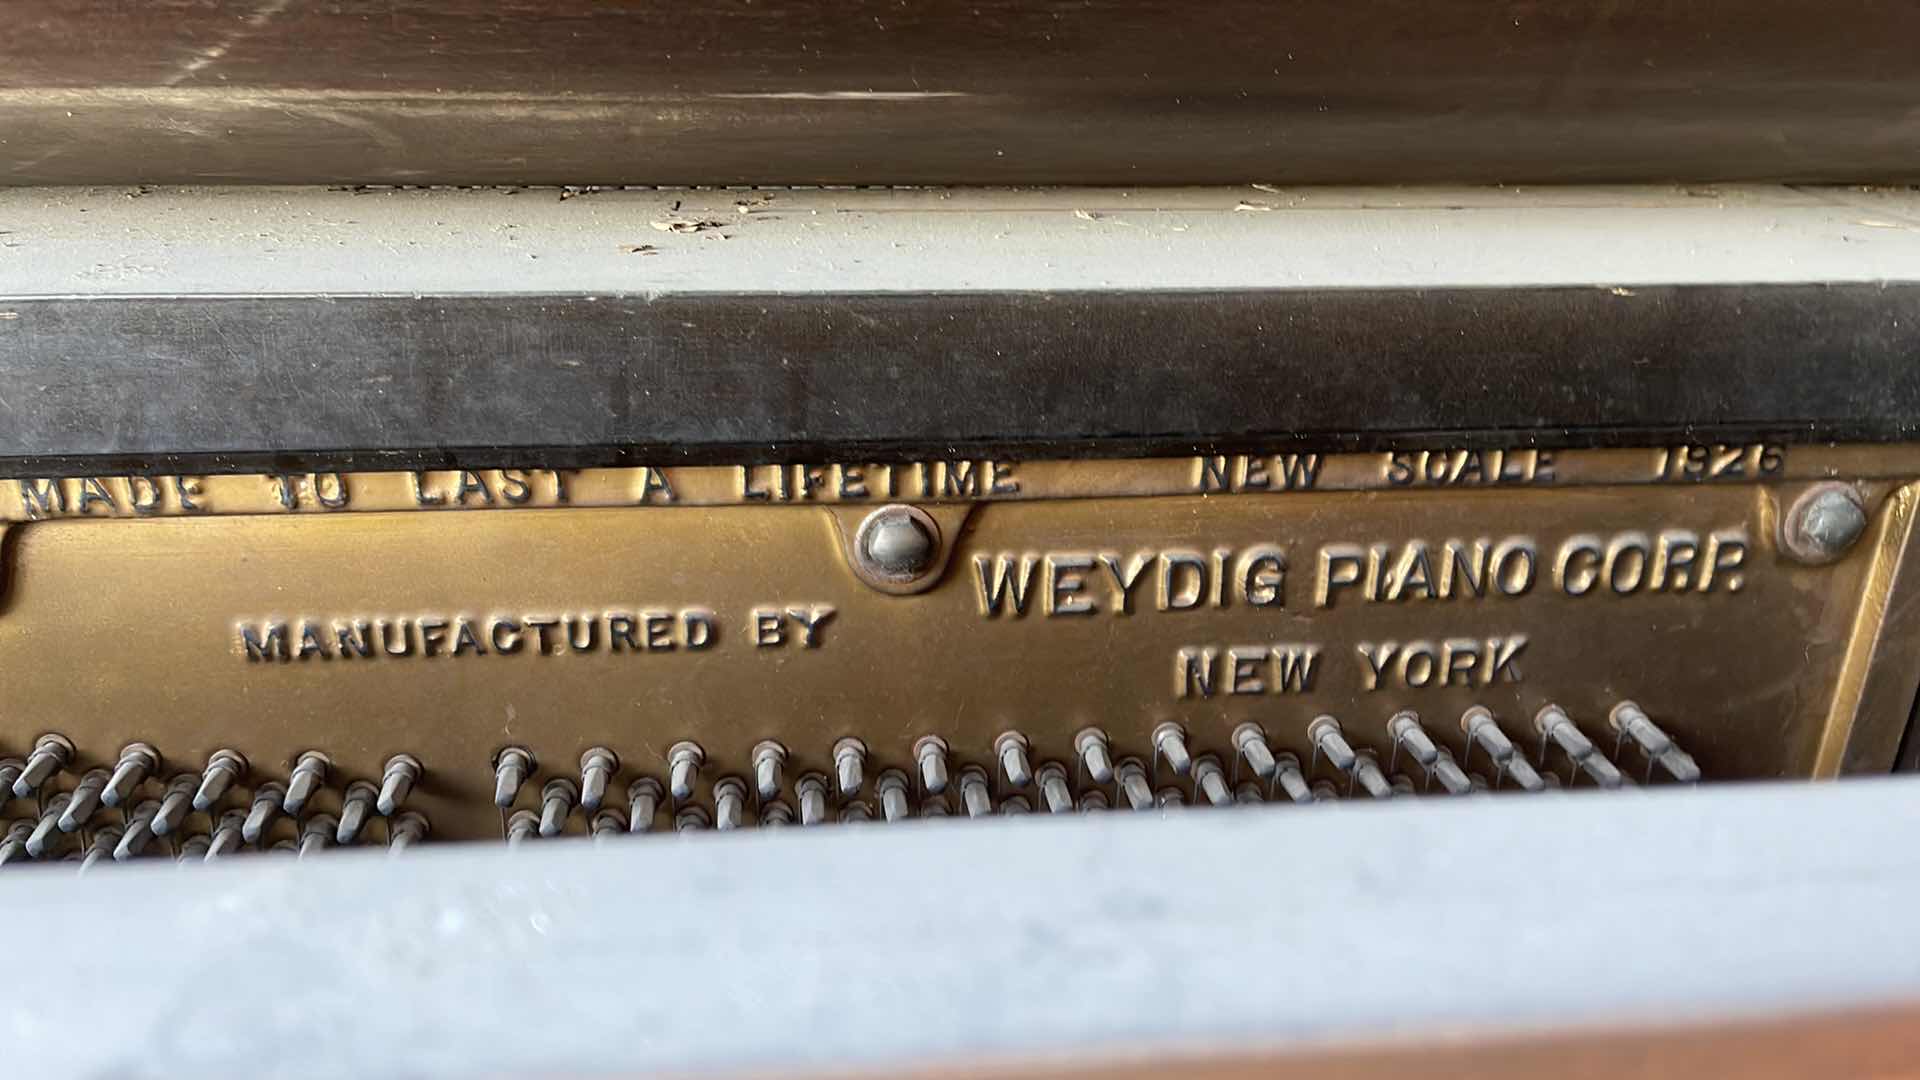 MADE TO LAST A LIFETIME NEW SCALE 1926
MANUFACTURED BY WEYDIG PIANO CORP.
NEW YORK